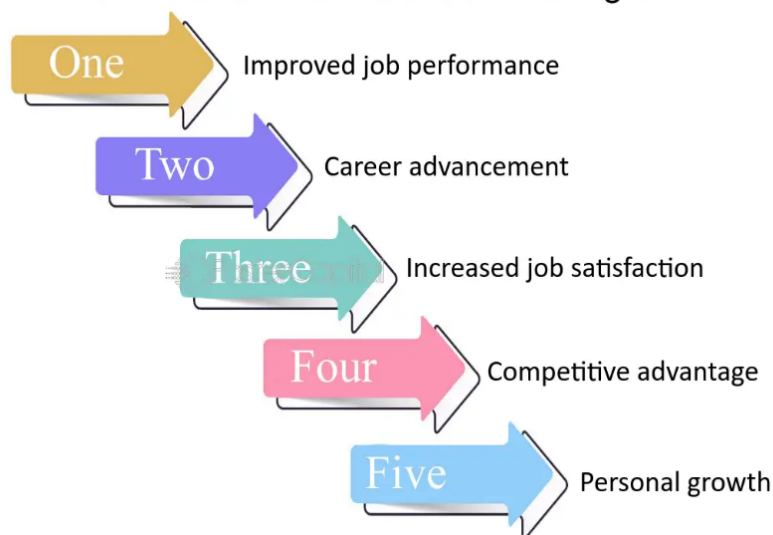 One
Improved job performance
Two
Career advancement
Three
Increased job satisfaction
Four
Competitive advantage
Five
Personal growth